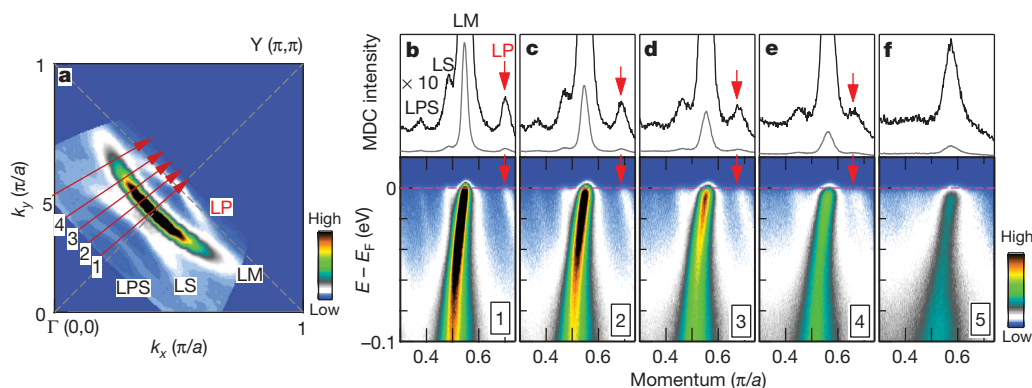 a
Y (π,π)
1
k_y (π/a)
5
4
3
2
1
LP
LPS
LS
LM
0
Γ (0,0)
1
k_x (π/a)
High
Low
MDC intensity
b
LM
LP
LS
× 10
LPS
c
d
e
f
E – E_F (eV)
0
–0.1
1
2
3
4
5
0.4 0.6 0.4 0.6 0.4 0.6 0.4 0.6 0.4 0.6
Momentum (π/a)
High
Low